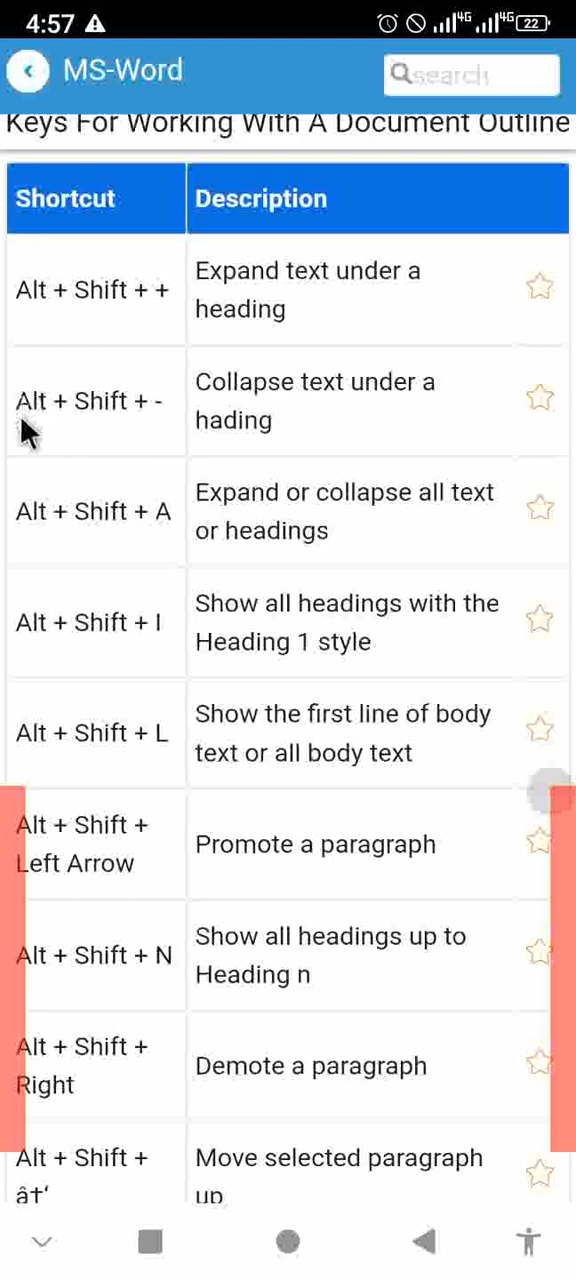 4:57
4G 4G 22
MS-Word
search
Keys For Working With A Document Outline
Shortcut Description
Alt + Shift + +
Expand text under a
heading
Alt + Shift + -
Collapse text under a
hading
Alt + Shift + A
Expand or collapse all text
or headings
Alt + Shift + I
Show all headings with the
Heading 1 style
Alt + Shift + L
Show the first line of body
text or all body text
Alt + Shift +
Left Arrow
Promote a paragraph
Alt + Shift + N
Show all headings up to
Heading n
Alt + Shift +
Right
Demote a paragraph
Alt + Shift +
â†‘
Move selected paragraph
up